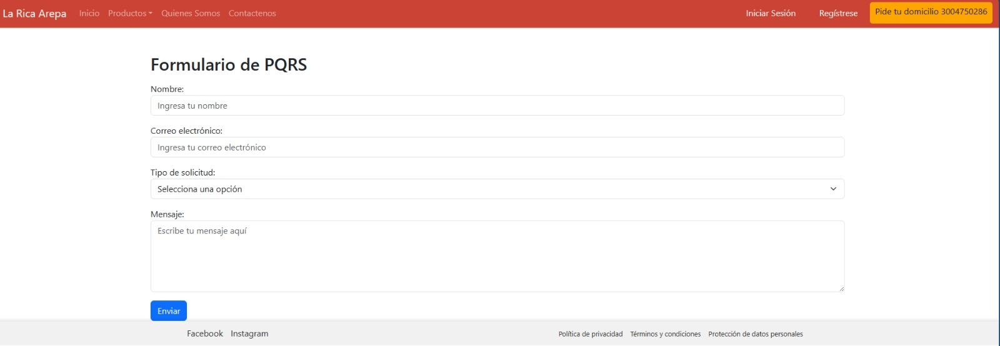 La Rica Arepa Inicio Productos Quienes Somos Contactenos Iniciar Sesión Regístrese Pide tu domicilio 3004750286
Formulario de PQRS
Nombre:
Ingresa tu nombre
Correo electrónico:
Ingresa tu correo electrónico
Tipo de solicitud:
Selecciona una opción
Mensaje:
Escribe tu mensaje aquí
Enviar
Facebook Instagram Política de privacidad Términos y condiciones Protección de datos personales